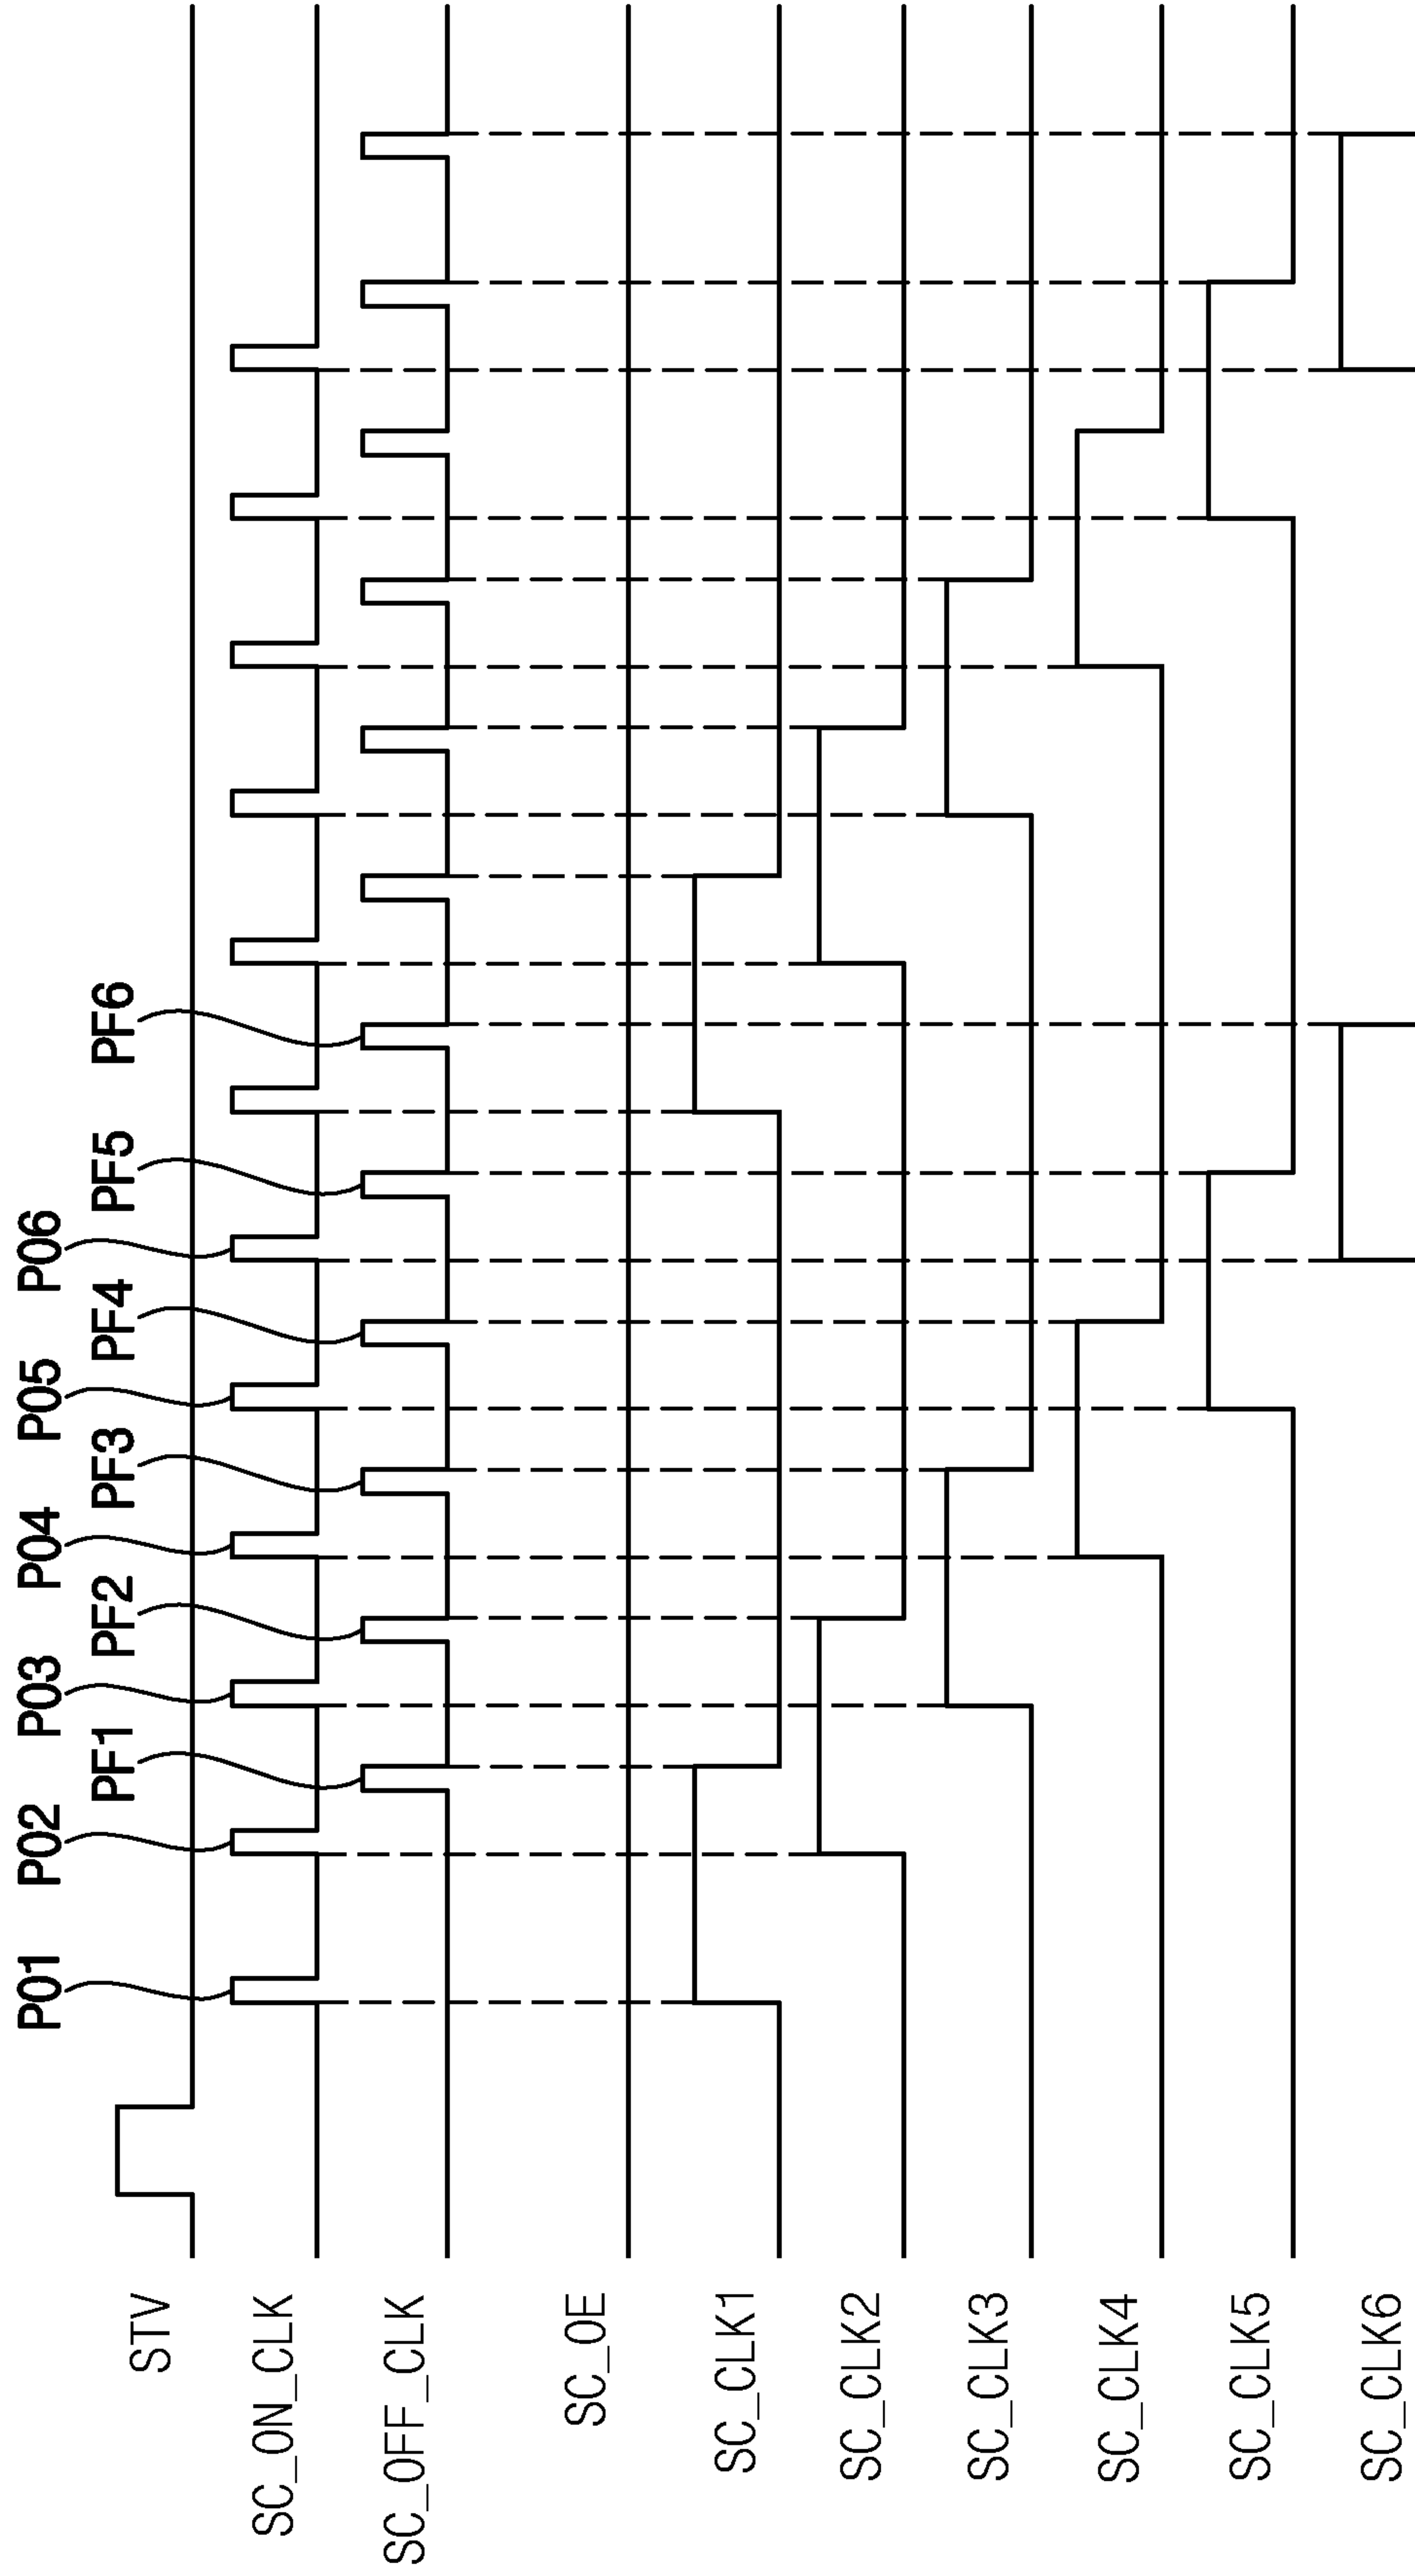 P01 P02 P03 P04 P05 P06
PF1 PF2 PF3 PF4 PF5 PF6
STV
SC_ON_CLK
SC_OFF_CLK
SC_OE
SC_CLK1
SC_CLK2
SC_CLK3
SC_CLK4
SC_CLK5
SC_CLK6